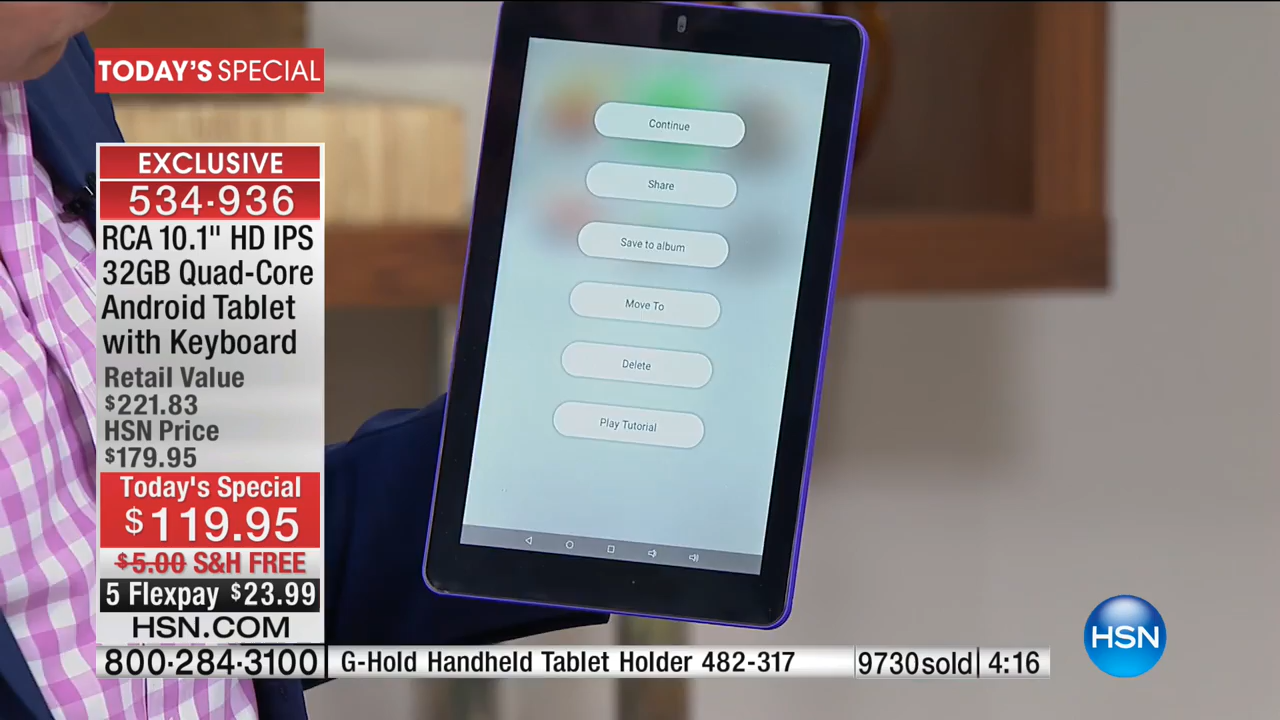 TODAY'S SPECIAL
EXCLUSIVE
534-936
RCA 10.1" HD IPS
32GB Quad-Core
Android Tablet
with Keyboard
Retail Value
$221.83
HSN Price
$179.95
Today's Special
$119.95
$5.00 S&H FREE
5 Flexpay $23.99
HSN.COM
800-284-3100
G-Hold Handheld Tablet Holder 482-317
9730sold
4:16
Continue
Share
Save to album
Move To
Delete
Play Tutorial
HSN